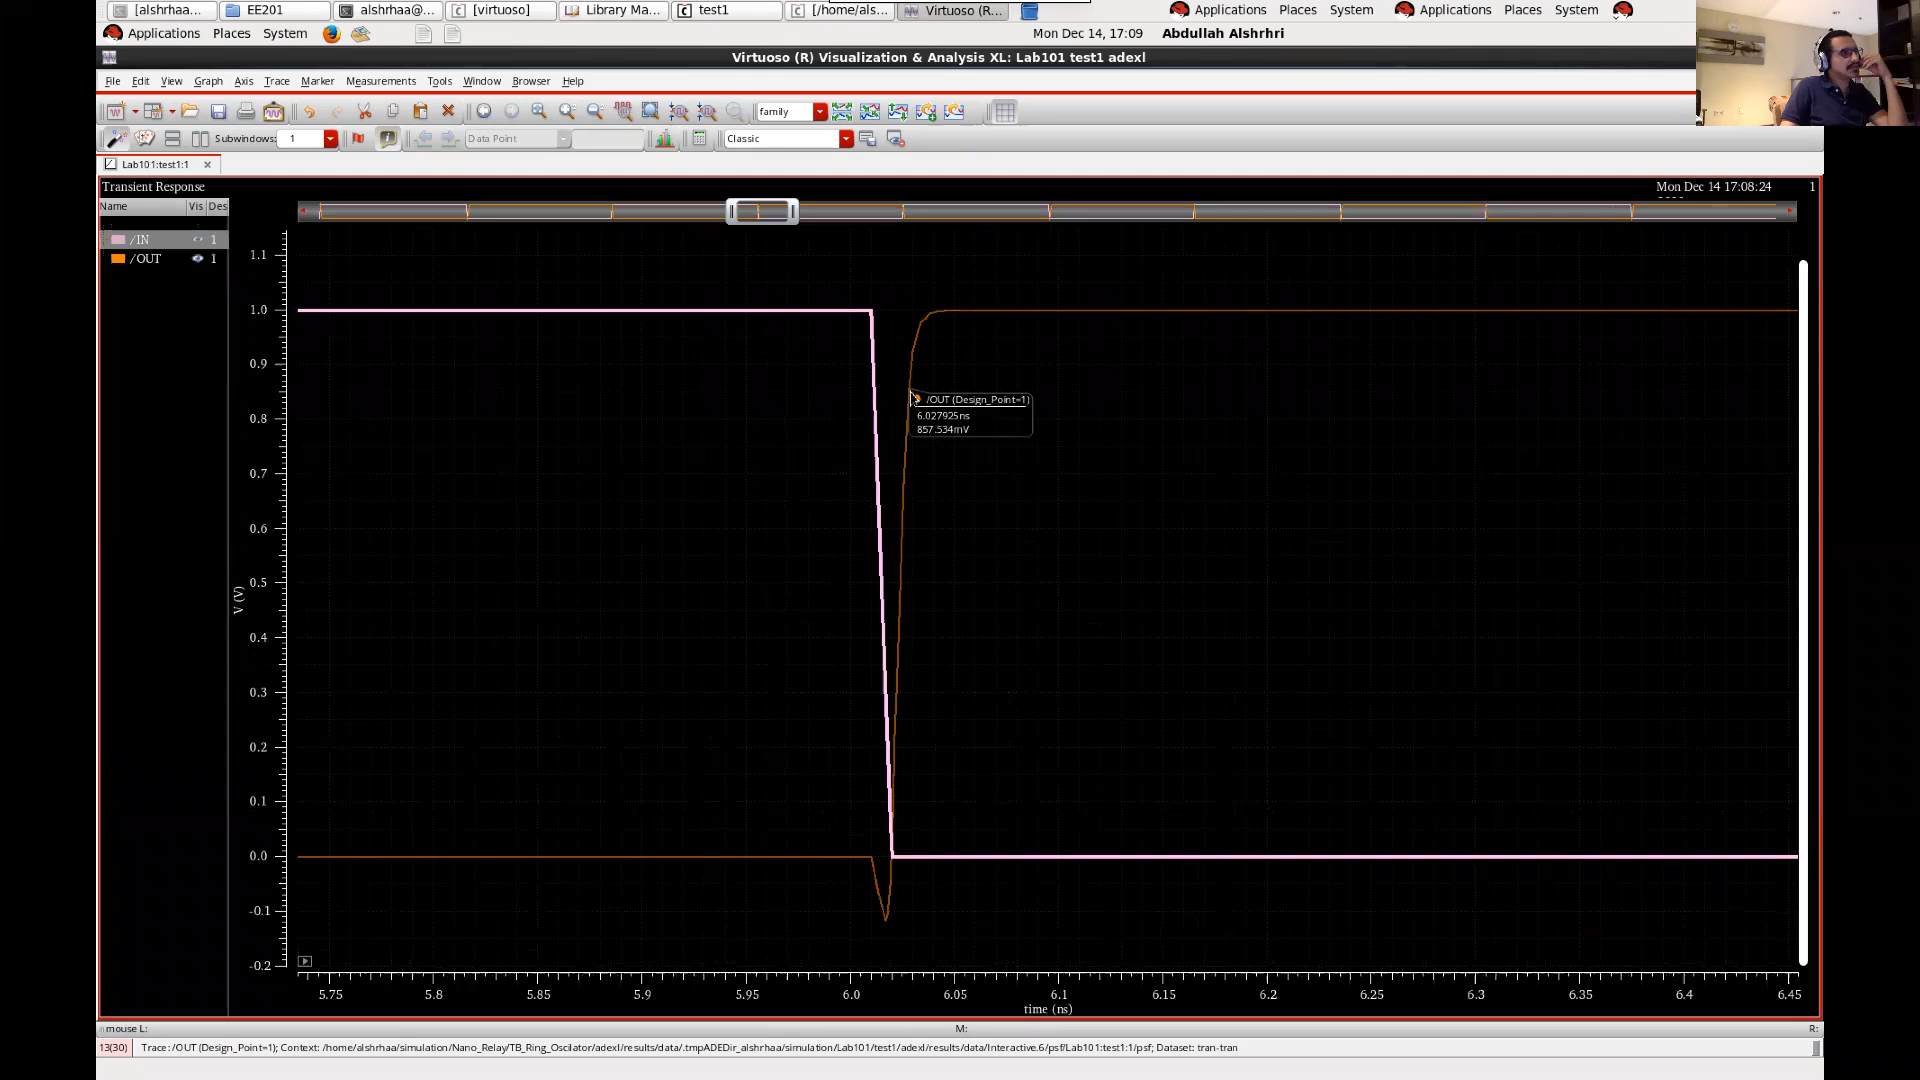 [alshrhaa... EE201 alshrhaa@... [virtuoso] Library Ma... test1 [/home/als... Virtuoso (R... Applications Places System Applications Places System
Applications Places System Mon Dec 14, 17:09 Abdullah Alshrhri
Virtuoso (R) Visualization & Analysis XL: Lab101 test1 adexl
File Edit View Graph Axis Trace Marker Measurements Tools Window Browser Help
family
Subwindows: 1 Data Point Classic
Lab101:test1:1
Transient Response Mon Dec 14 17:08:24 1
Name Vis Des
/IN 1
/OUT 1
1.1
1.0
0.9
0.8
0.7
0.6
0.5
0.4
0.3
0.2
0.1
0.0
-0.1
-0.2
V (V)
/OUT (Design_Point=1)
6.027925ns
857.534mV
5.75 5.8 5.85 5.9 5.95 6.0 6.05 6.1 6.15 6.2 6.25 6.3 6.35 6.4 6.45
time (ns)
mouse L: M: R:
13(30) Trace: /OUT (Design_Point=1); Context: /home/alshrhaa/simulation/Nano_Relay/TB_Ring_Oscilator/adexl/results/data/.tmpADEDir_alshrhaa/simulation/Lab101/test1/adexl/results/data/Interactive.6/psf/Lab101:test1:1/psf; Dataset: tran-tran